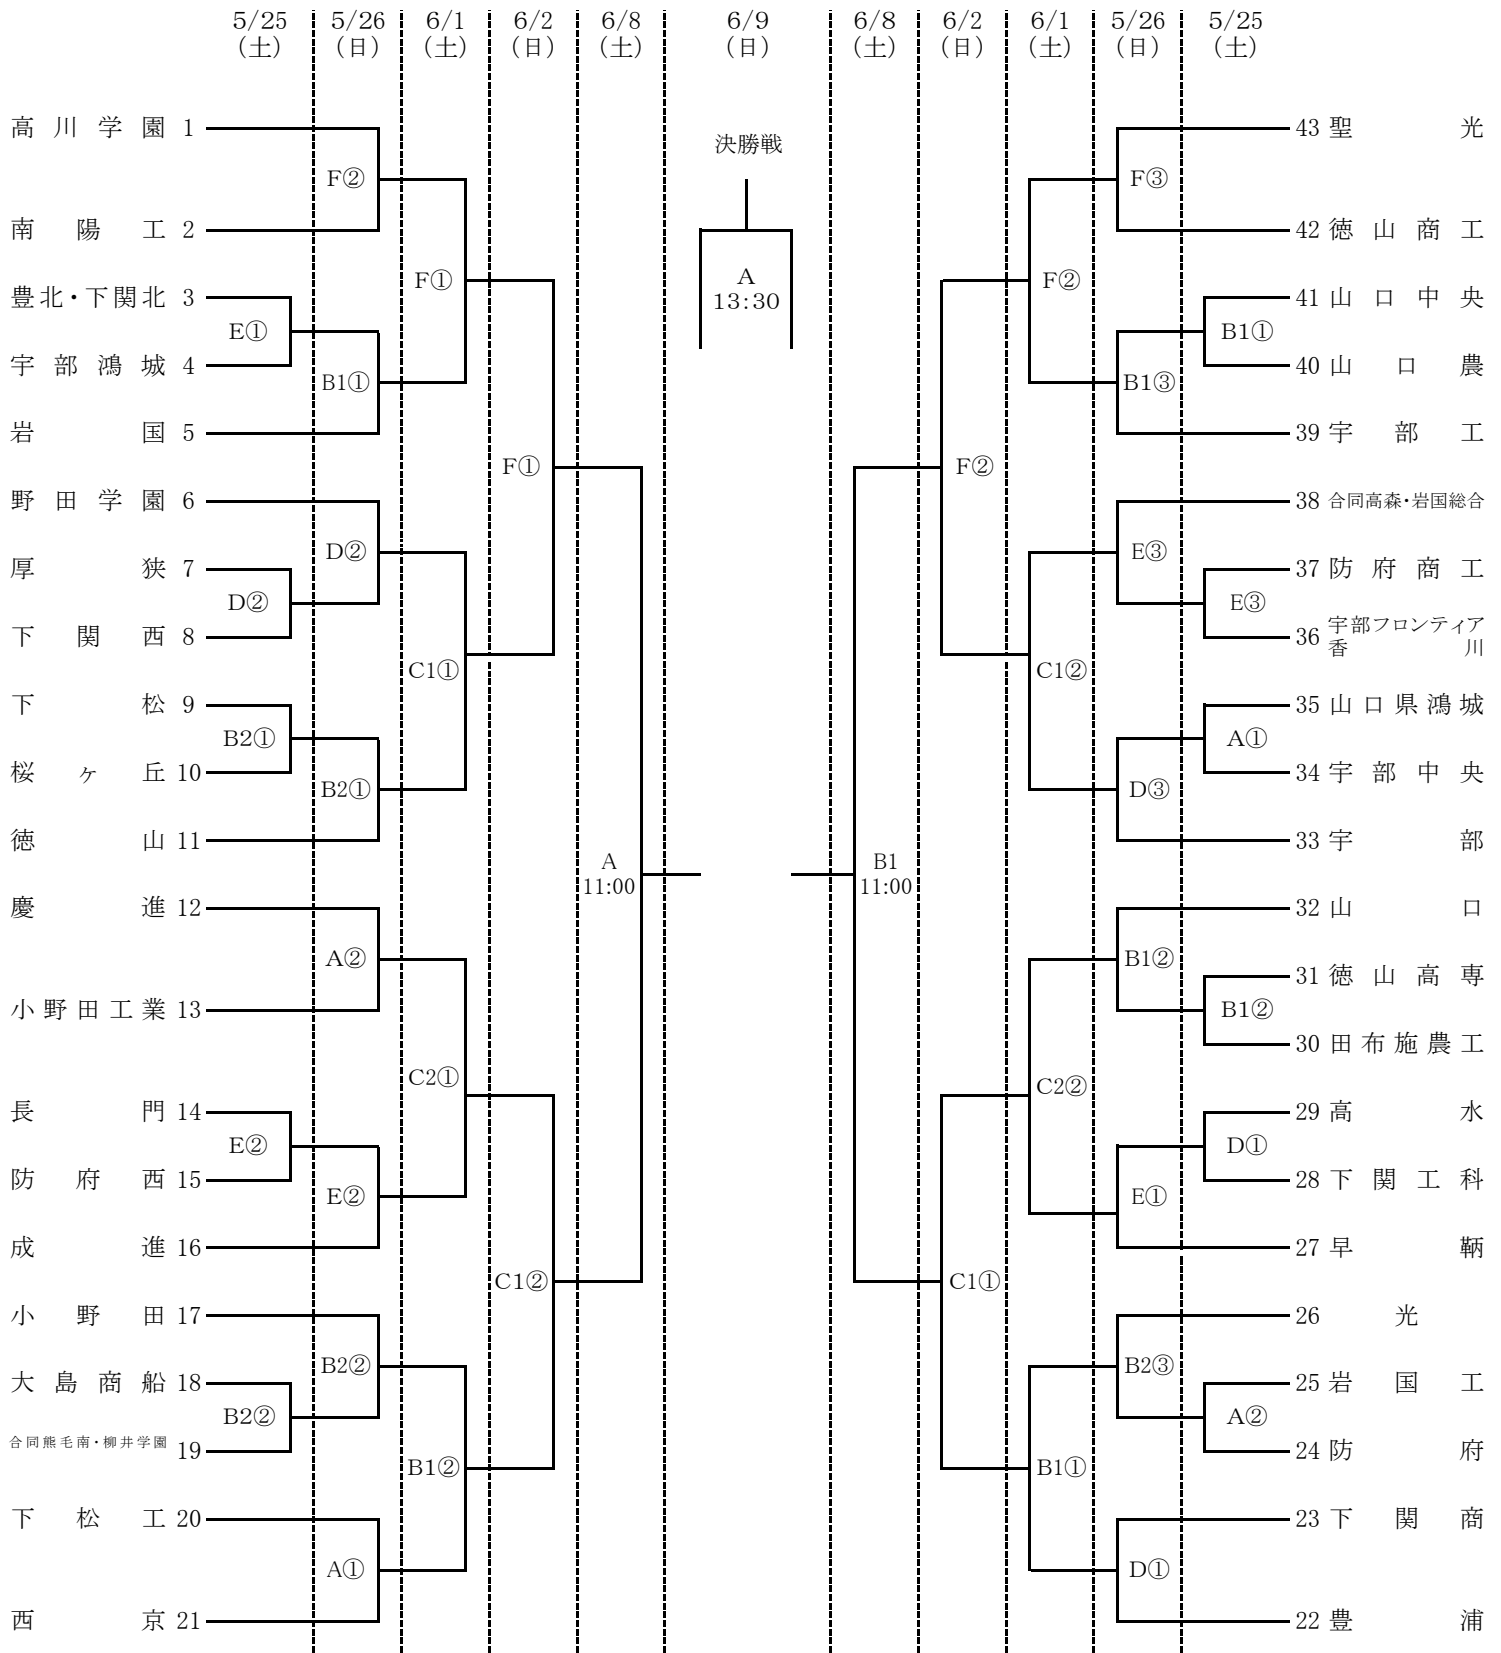 5/25 5/26 6/1 6/2 6/8 6/9 6/8 6/2 6/1 5/26 5/25
(土) (日) (土) (日) (土) (日) (土) (日) (土) (日) (土)
高川学園 1
43 聖光
決勝戦
F②
F③
南陽工 2
42 徳山商工
F①
A
13:30
F②
豊北・下関北 3
41 山口中央
E①
B1①
宇部鴻城 4
40 山口農
B1①
B1③
岩国 5
39 宇部工
F①
F②
野田学園 6
38 合同高森・岩国総合
D②
E③
厚狭 7
37 防府商工
D②
E③
下関西 8
36 宇部フロンティア
香川
C1①
C1②
下松 9
35 山口県鴻城
B2①
A①
桜ヶ丘 10
34 宇部中央
B2①
D③
徳山 11
33 宇部
A
11:00
B1
11:00
慶進 12
32 山口
A②
B1②
31 徳山高専
小野田工業 13
B1②
30 田布施農工
C2①
C2②
長門 14
29 高水
E②
D①
防府西 15
28 下関工科
E②
E①
成進 16
27 早鞆
C1②
C1①
小野田 17
26 光
B2②
B2③
大島商船 18
25 岩国工
B2②
A②
合同熊毛南・柳井学園 19
24 防府
B1②
B1①
下松工 20
23 下関商
A①
D①
西京 21
22 豊浦